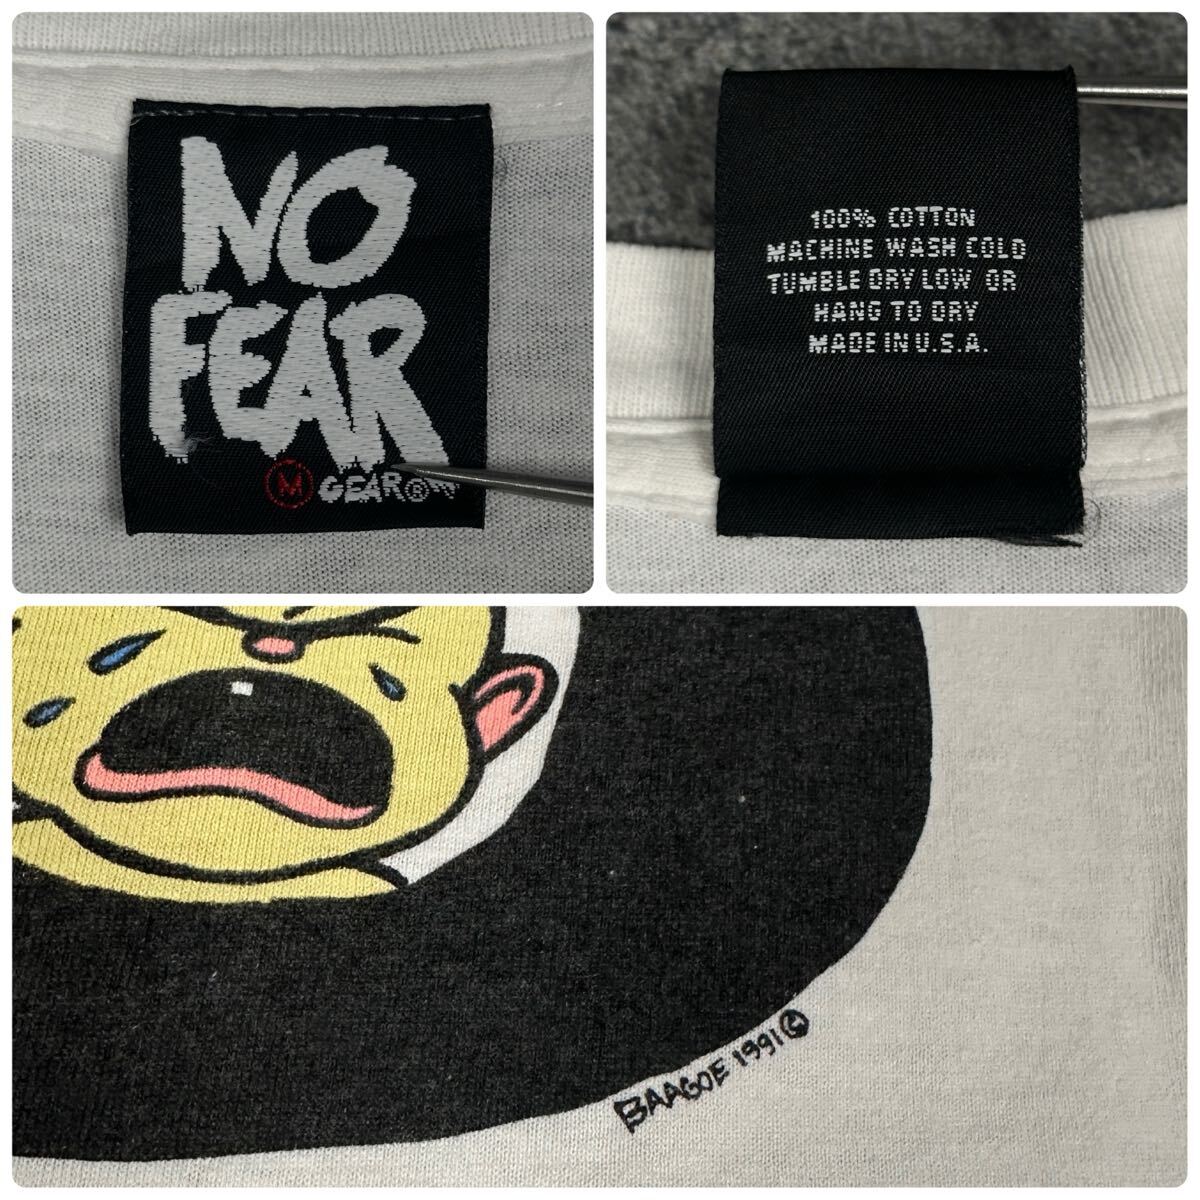 NO
FEAR
M GEAR®
100% COTTON
MACHINE WASH COLD
TUMBLE DRY LOW OR
HANG TO DRY
MADE IN U.S.A.
BAAGOE 1991 ©